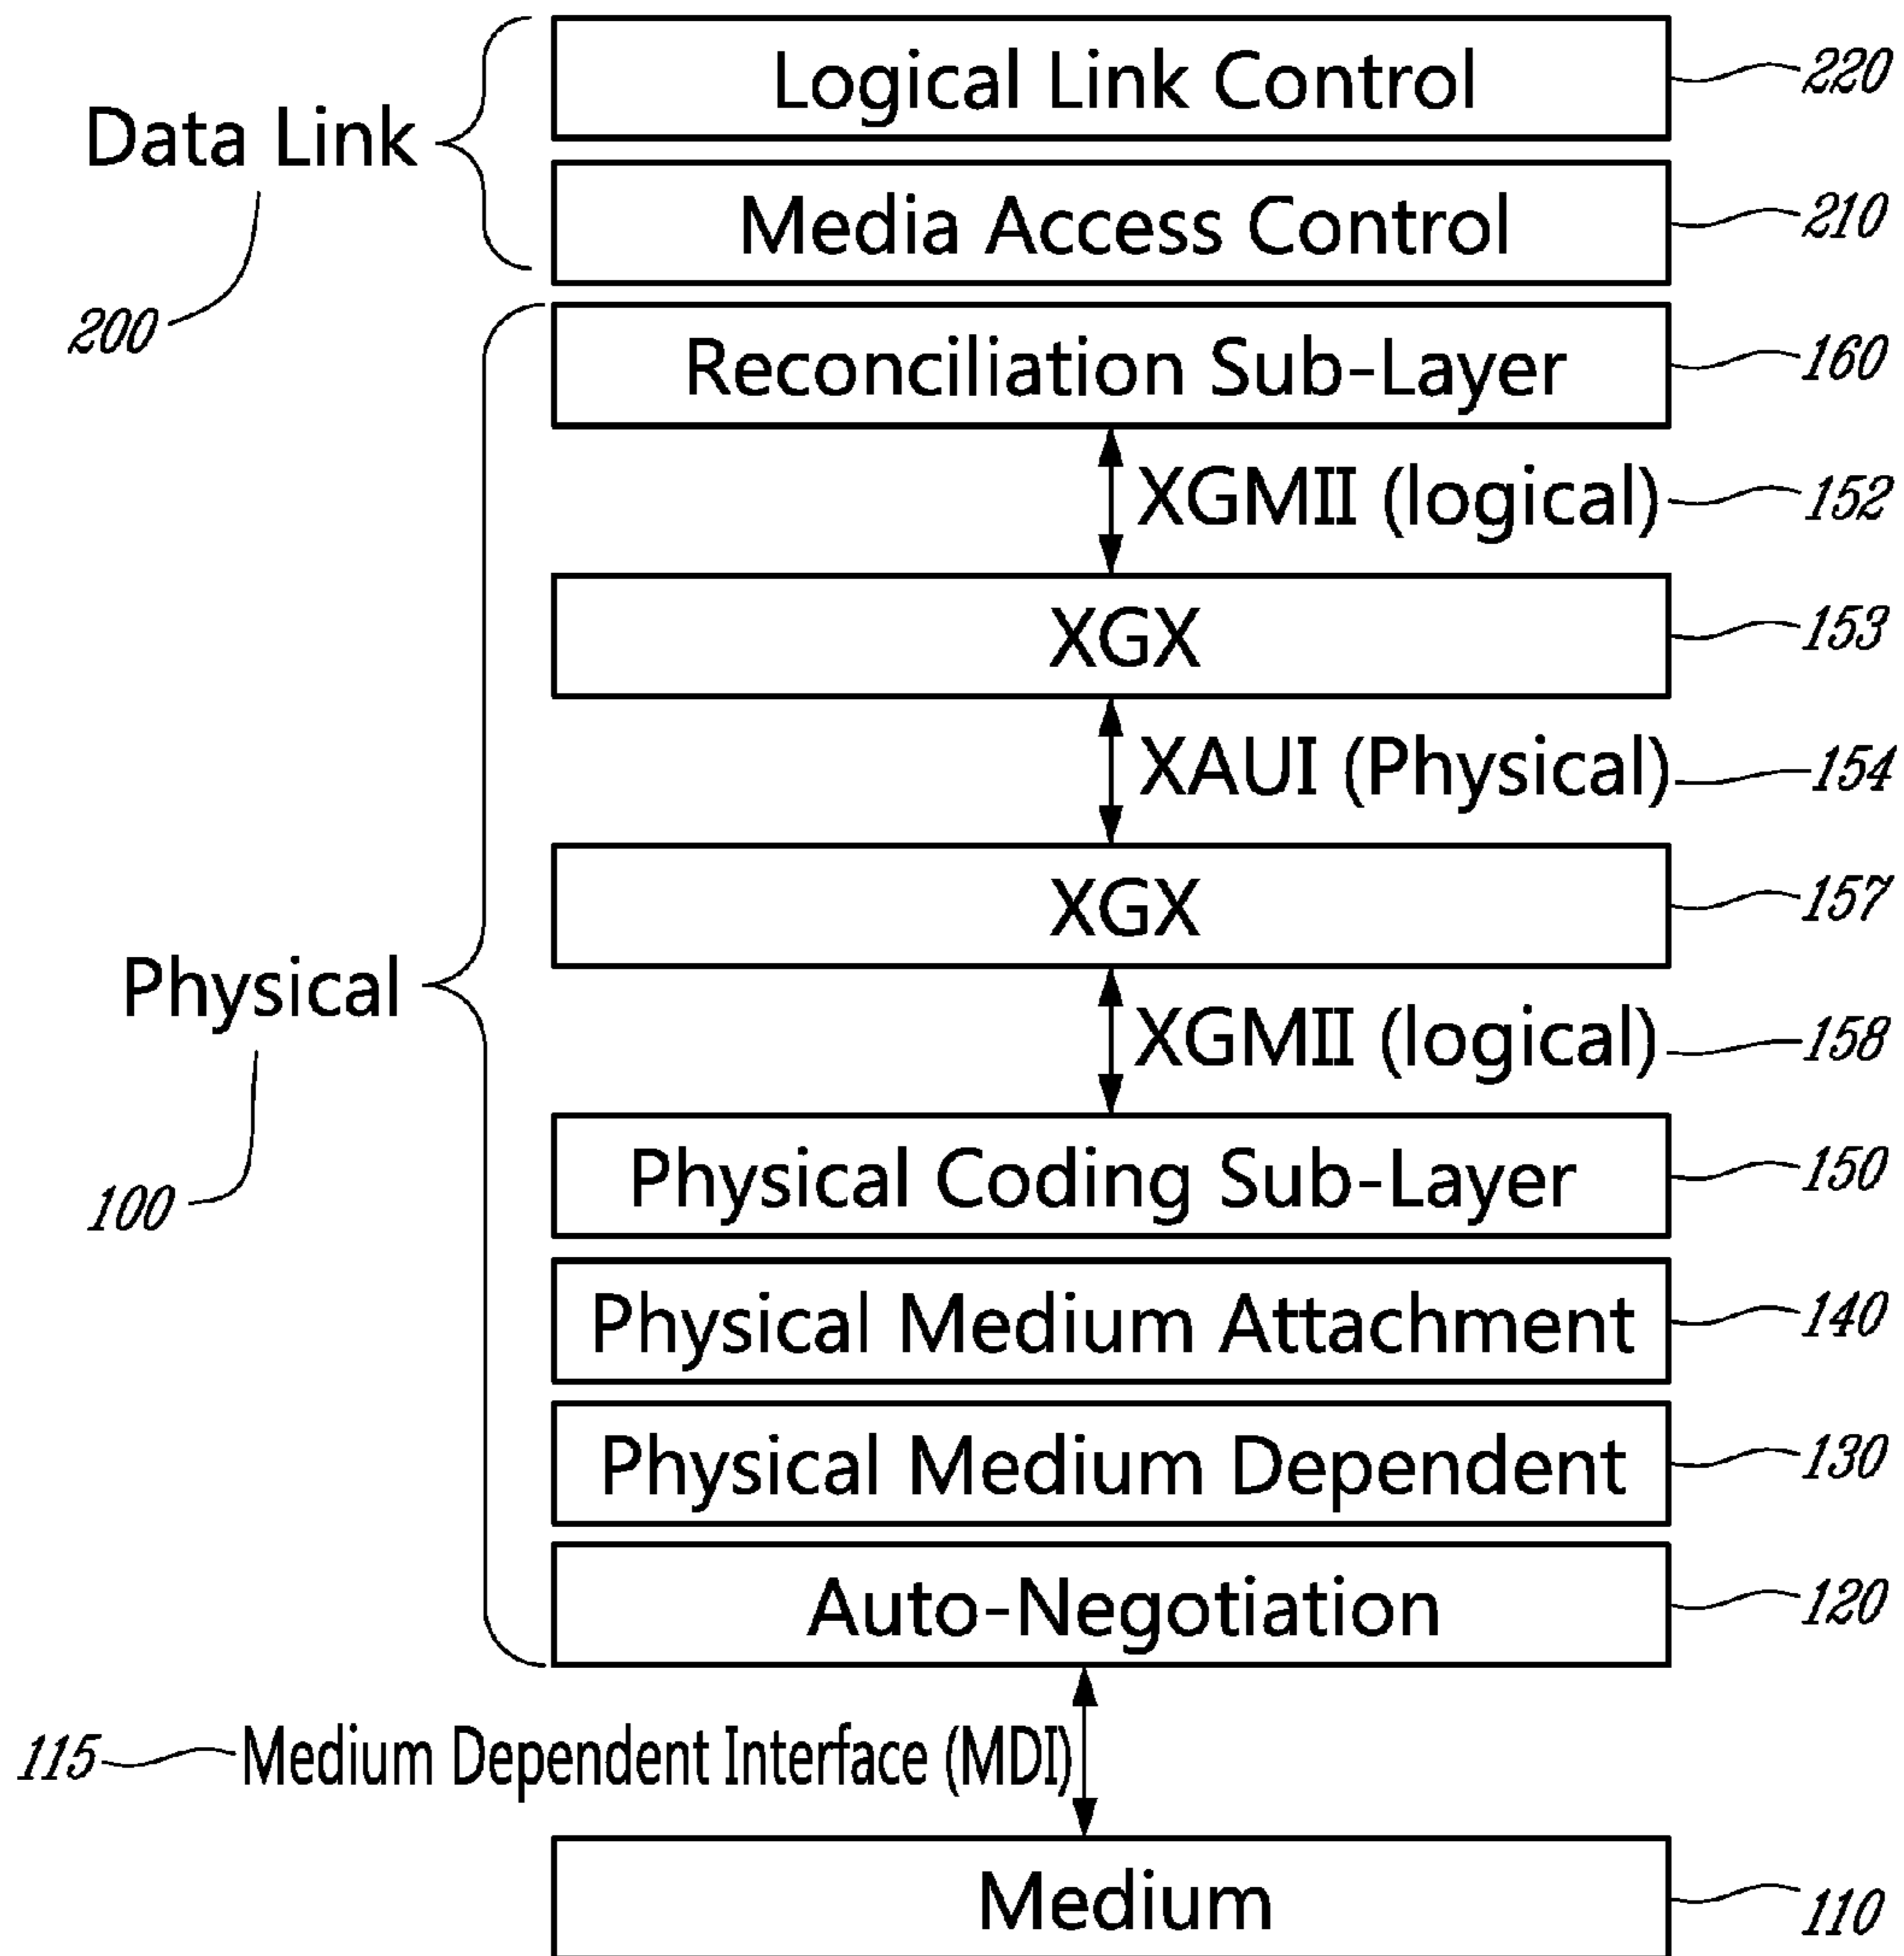 Logical Link Control
220
Data Link
Media Access Control
210
200
Reconciliation Sub-Layer
160
XGMII (logical)
152
XGX
153
XAUI (Physical)
154
XGX
157
Physical
XGMII (logical)
158
100
Physical Coding Sub-Layer
150
Physical Medium Attachment
140
Physical Medium Dependent
130
Auto-Negotiation
120
115
Medium Dependent Interface (MDI)
Medium
110